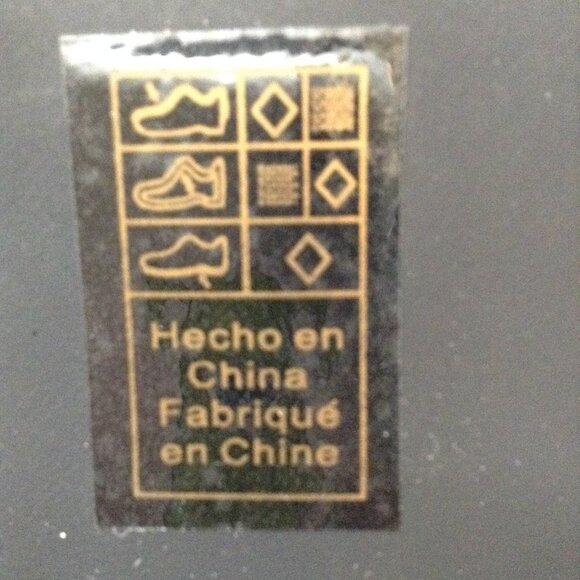 Hecho en
China
Fabriqué
en Chine